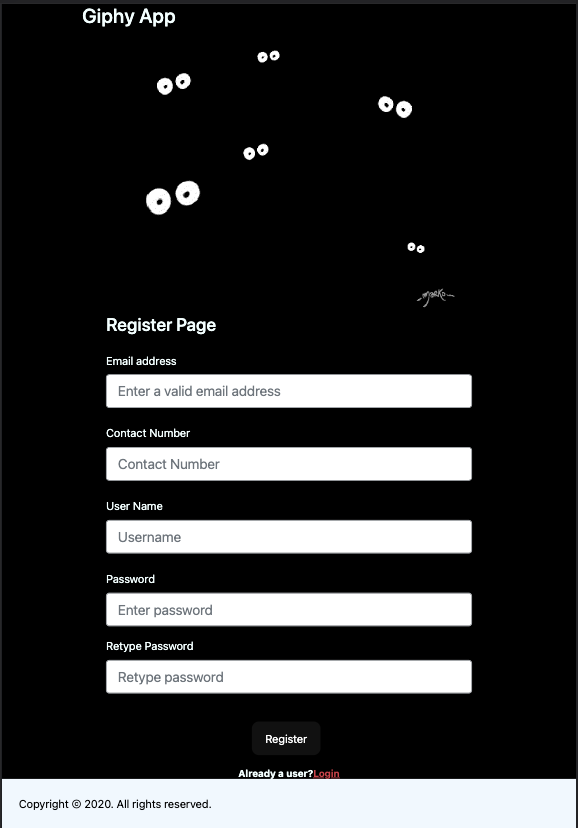 Giphy App
Register Page
Email address
Enter a valid email address
Contact Number
Contact Number
User Name
Username
Password
Enter password
Retype Password
Retype password
Register
Already a user?Login
Copyright © 2020. All rights reserved.